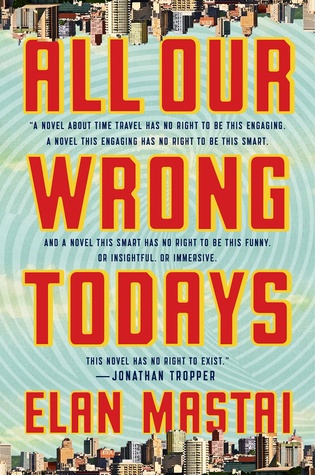 ALL OUR
"A NOVEL ABOUT TIME TRAVEL HAS NO RIGHT TO BE THIS ENGAGING.
A NOVEL THIS ENGAGING HAS NO RIGHT TO BE THIS SMART.
WRONG
AND A NOVEL THIS SMART HAS NO RIGHT TO BE THIS FUNNY.
OR INSIGHTFUL. OR IMMERSIVE.
TODAYS
THIS NOVEL HAS NO RIGHT TO EXIST."
—JONATHAN TROPPER
ELAN MASTAI